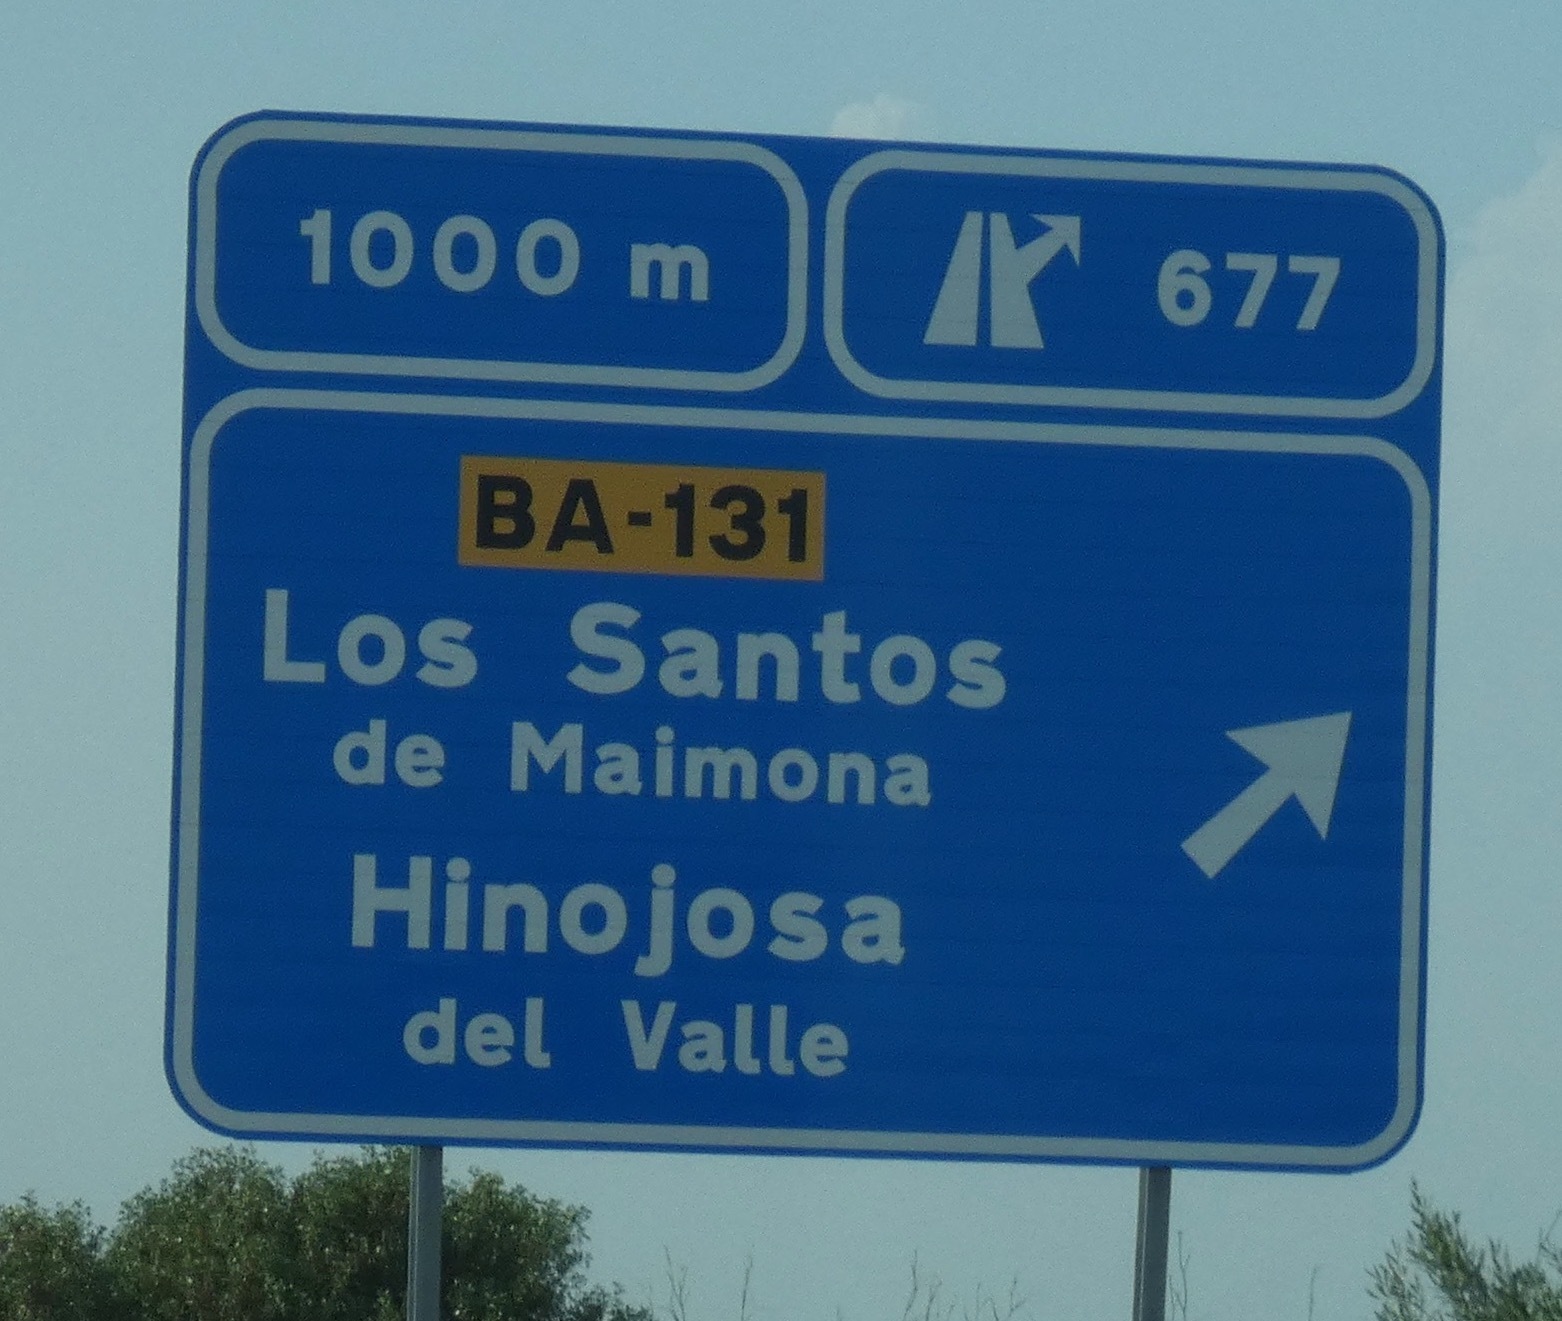 1000 m
677
BA-131
Los Santos
de Maimona
Hinojosa
del Valle